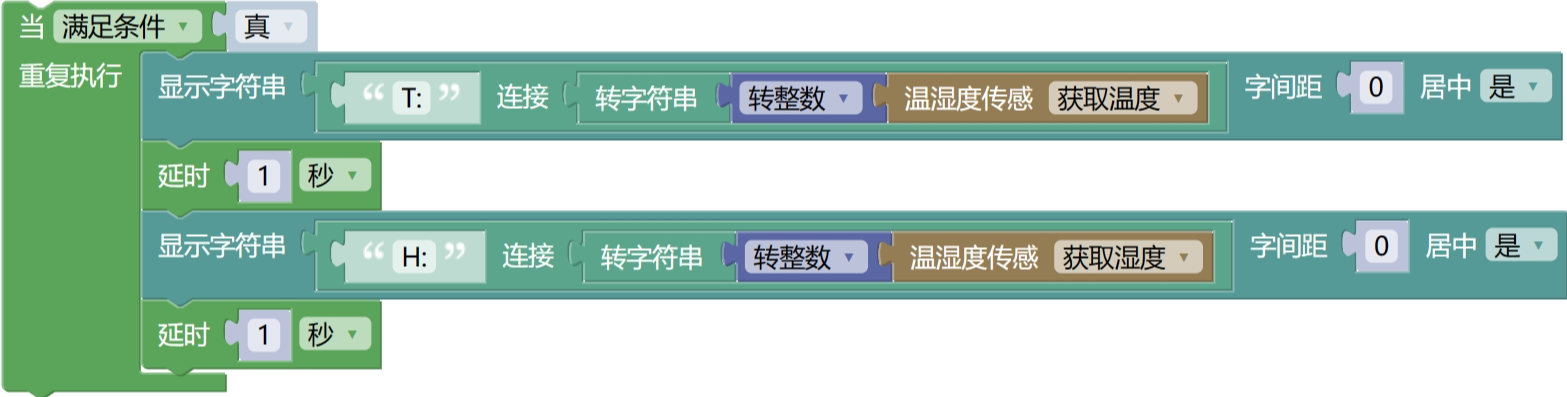 当 满足条件 真
重复执行
显示字符串 “ T: ” 连接 转字符串 转整数 温湿度传感 获取温度 字间距 0 居中 是
延时 1 秒
显示字符串 “ H: ” 连接 转字符串 转整数 温湿度传感 获取湿度 字间距 0 居中 是
延时 1 秒